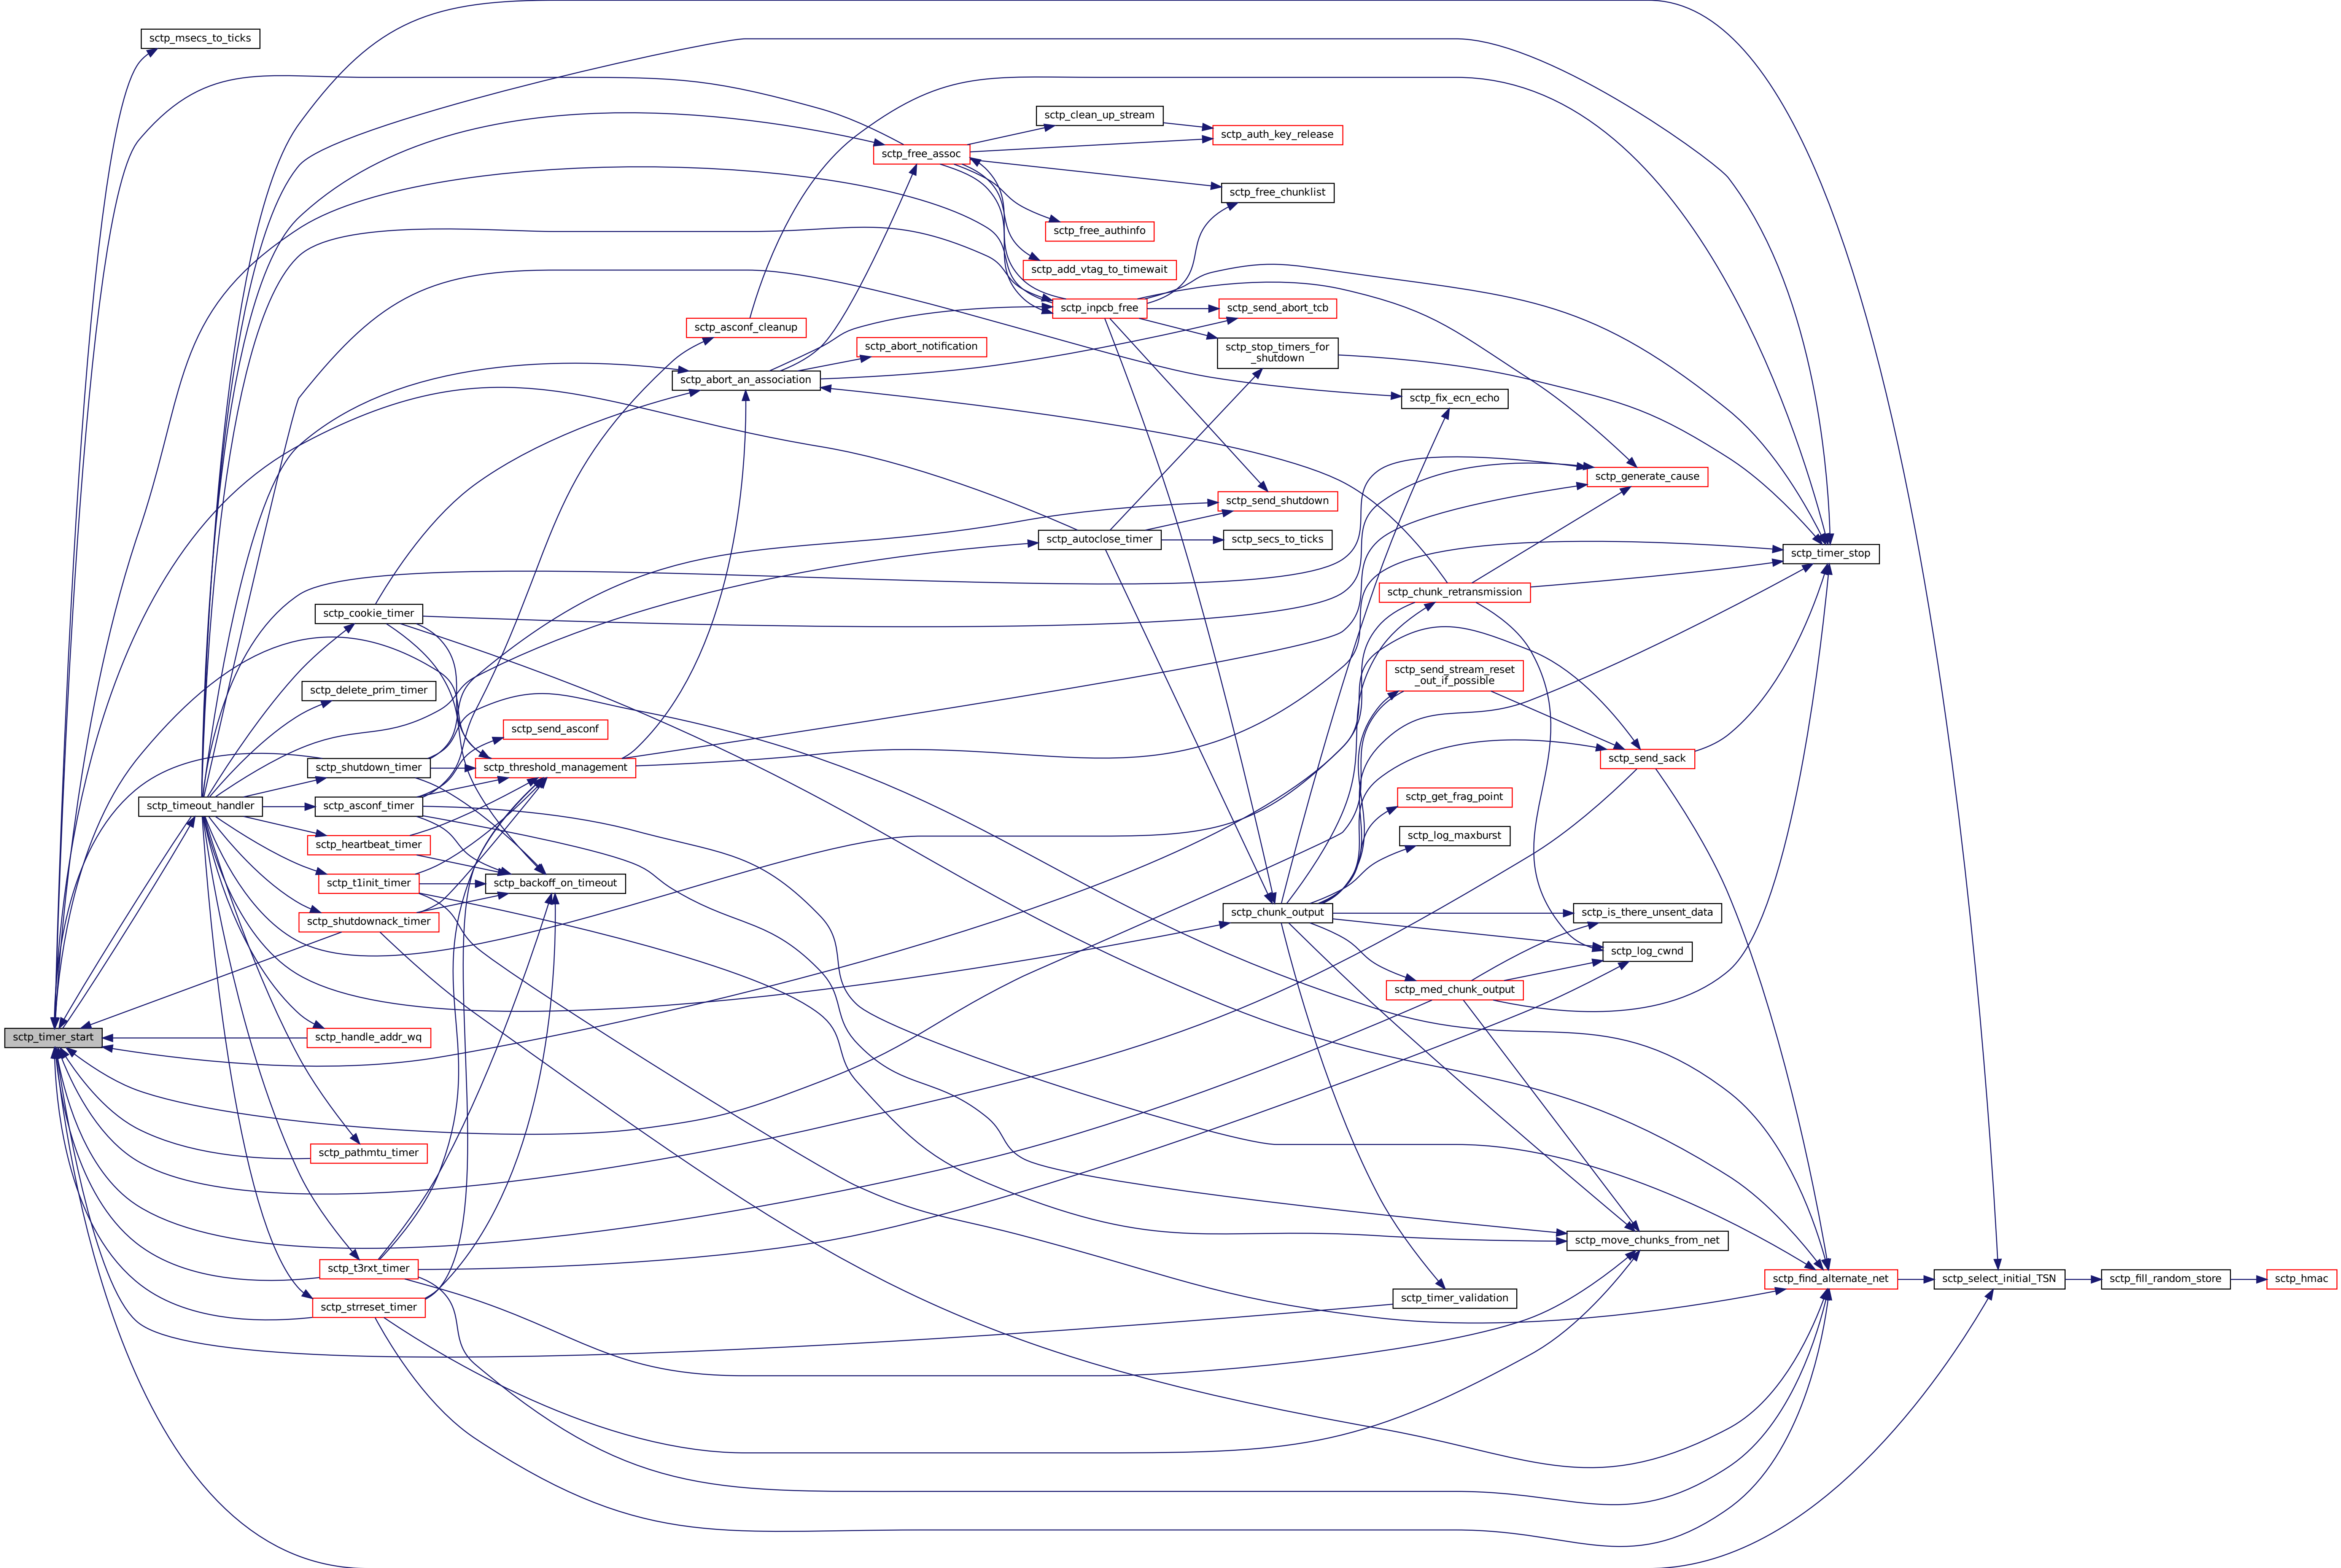 sctp_msecs_to_ticks
sctp_clean_up_stream
sctp_auth_key_release
sctp_free_assoc
sctp_free_chunklist
sctp_free_authinfo
sctp_add_vtag_to_timewait
sctp_inpcb_free
sctp_send_abort_tcb
sctp_asconf_cleanup
sctp_abort_notification
sctp_stop_timers_for
_shutdown
sctp_abort_an_association
sctp_fix_ecn_echo
sctp_generate_cause
sctp_send_shutdown
sctp_autoclose_timer
sctp_secs_to_ticks
sctp_timer_stop
sctp_chunk_retransmission
sctp_cookie_timer
sctp_send_stream_reset
_out_if_possible
sctp_delete_prim_timer
sctp_send_asconf
sctp_send_sack
sctp_shutdown_timer
sctp_threshold_management
sctp_get_frag_point
sctp_timeout_handler
sctp_asconf_timer
sctp_log_maxburst
sctp_heartbeat_timer
sctp_t1init_timer
sctp_backoff_on_timeout
sctp_shutdownack_timer
sctp_chunk_output
sctp_is_there_unsent_data
sctp_log_cwnd
sctp_med_chunk_output
sctp_timer_start
sctp_handle_addr_wq
sctp_pathmtu_timer
sctp_move_chunks_from_net
sctp_t3rxt_timer
sctp_find_alternate_net
sctp_select_initial_TSN
sctp_fill_random_store
sctp_hmac
sctp_timer_validation
sctp_strreset_timer